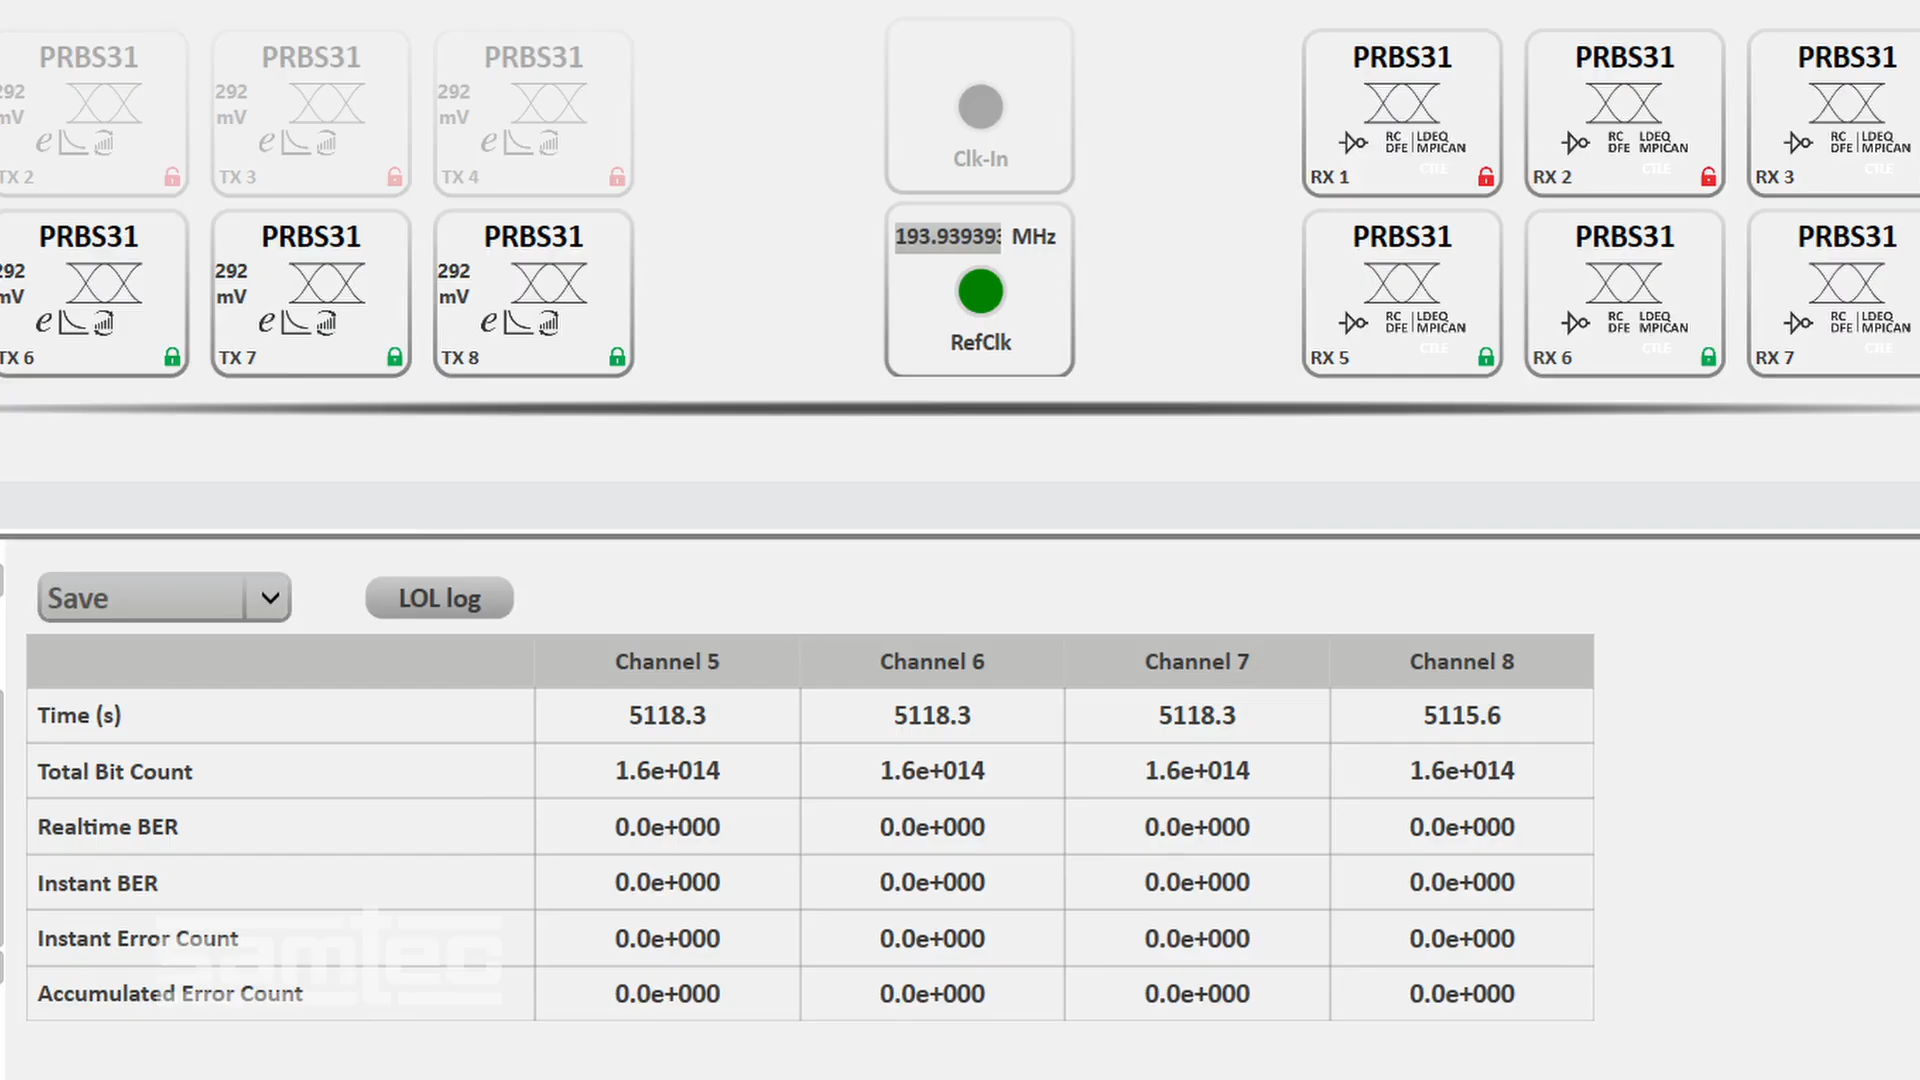 PRBS31 PRBS31 PRBS31 PRBS31 PRBS31 PRBS31
292 mV 292 mV 292 mV
e e e
Clk-In
RC DFE LDEQ MPICAN RC DFE LDEQ MPICAN RC DFE LDEQ MPICAN
CTLE CTLE CTLE
TX 2 TX 3 TX 4 RX 1 RX 2 RX 3
PRBS31 PRBS31 PRBS31 193.939393 MHz PRBS31 PRBS31 PRBS31
292 mV 292 mV 292 mV
e e e
RC DFE LDEQ MPICAN RC DFE LDEQ MPICAN RC DFE LDEQ MPICAN
RefClk
CTLE CTLE CTLE
TX 6 TX 7 TX 8 RX 5 RX 6 RX 7
Save LOL log
Channel 5 Channel 6 Channel 7 Channel 8
Time (s) 5118.3 5118.3 5118.3 5115.6
Total Bit Count 1.6e+014 1.6e+014 1.6e+014 1.6e+014
Realtime BER 0.0e+000 0.0e+000 0.0e+000 0.0e+000
Instant BER 0.0e+000 0.0e+000 0.0e+000 0.0e+000
Instant Error Count 0.0e+000 0.0e+000 0.0e+000 0.0e+000
samtec
Accumulated Error Count 0.0e+000 0.0e+000 0.0e+000 0.0e+000